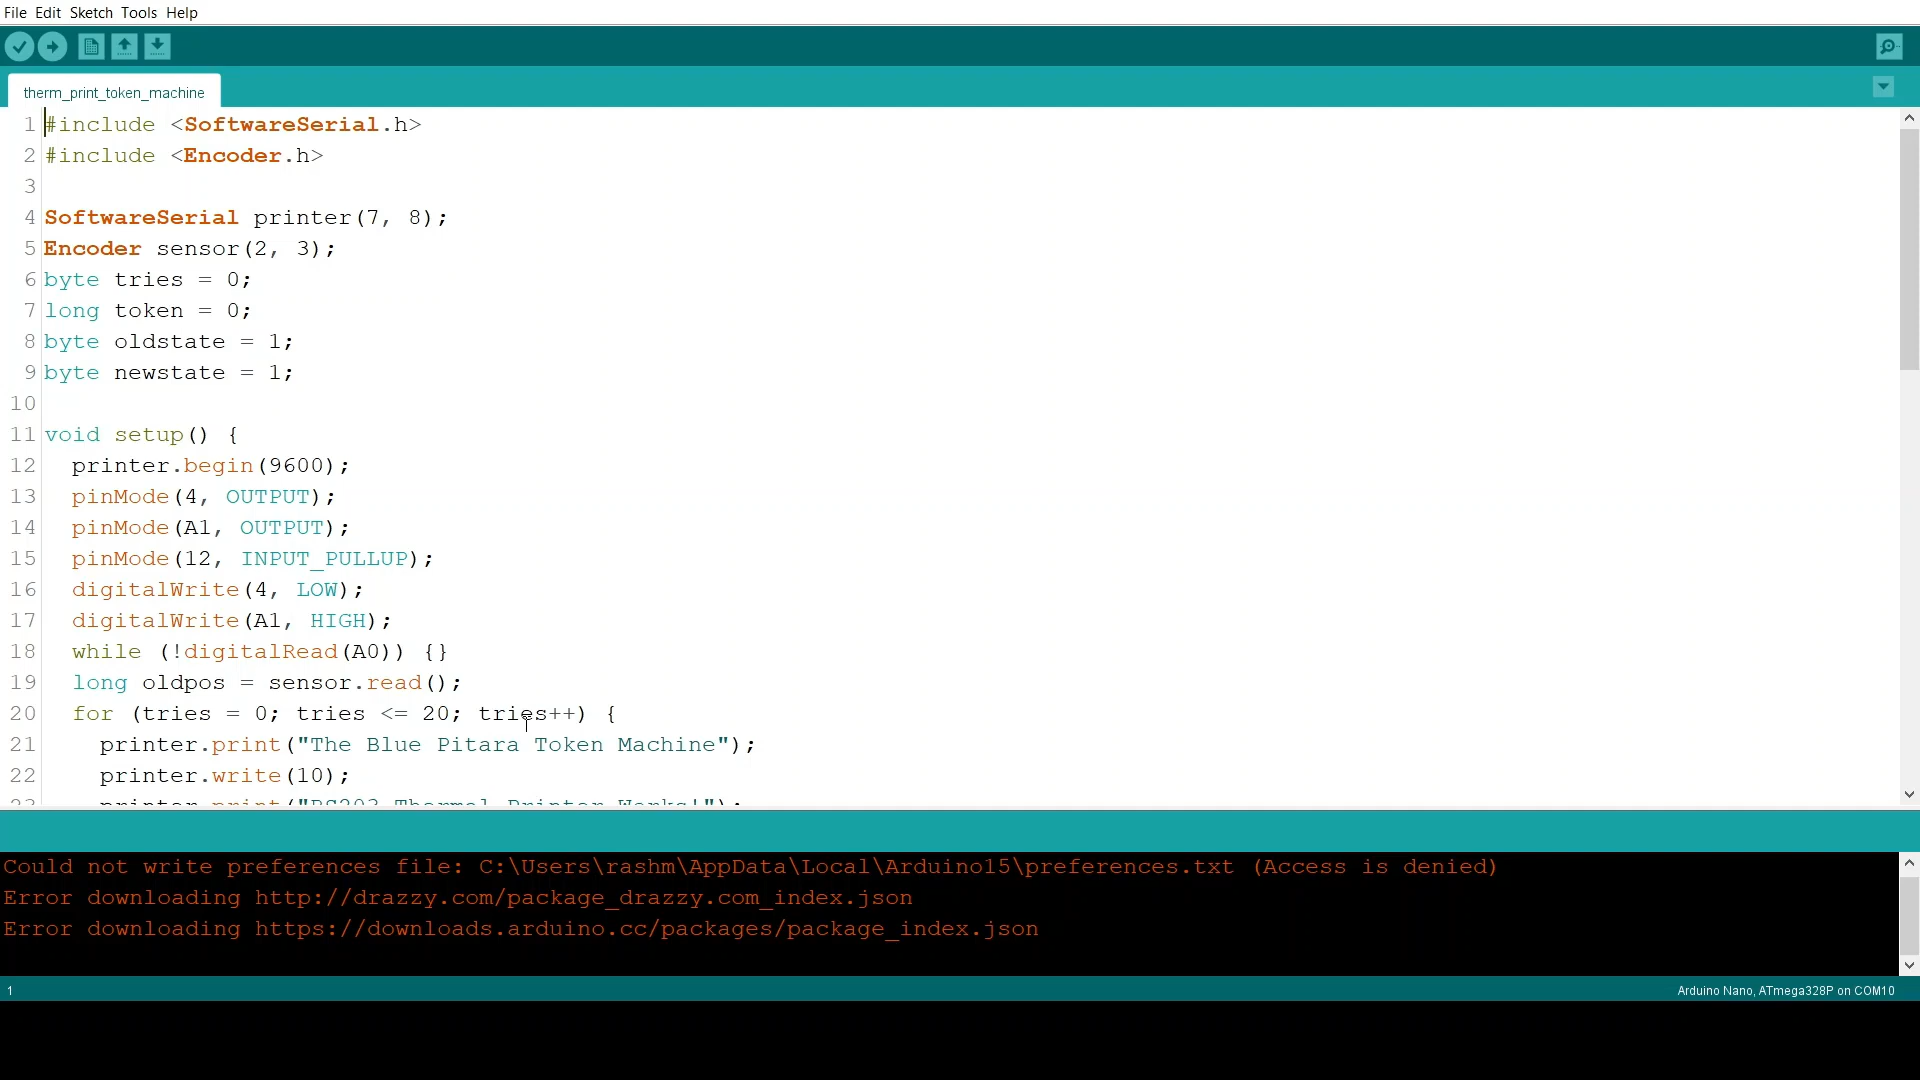 File Edit Sketch Tools Help
therm_print_token_machine
1 #include <SoftwareSerial.h>
2 #include <Encoder.h>
3
4 SoftwareSerial printer(7, 8);
5 Encoder sensor(2, 3);
6 byte tries = 0;
7 long token = 0;
8 byte oldstate = 1;
9 byte newstate = 1;
10
11 void setup() {
12   printer.begin(9600);
13   pinMode(4, OUTPUT);
14   pinMode(A1, OUTPUT);
15   pinMode(12, INPUT_PULLUP);
16   digitalWrite(4, LOW);
17   digitalWrite(A1, HIGH);
18   while (!digitalRead(A0)) {}
19   long oldpos = sensor.read();
20   for (tries = 0; tries <= 20; tries++) {
21     printer.print("The Blue Pitara Token Machine");
22     printer.write(10);
23     printer.print("RS203 Thermal Printer Works!");
Could not write preferences file: C:\Users\rashm\AppData\Local\Arduino15\preferences.txt (Access is denied)
Error downloading http://drazzy.com/package_drazzy.com_index.json
Error downloading https://downloads.arduino.cc/packages/package_index.json
1 Arduino Nano, ATmega328P on COM10